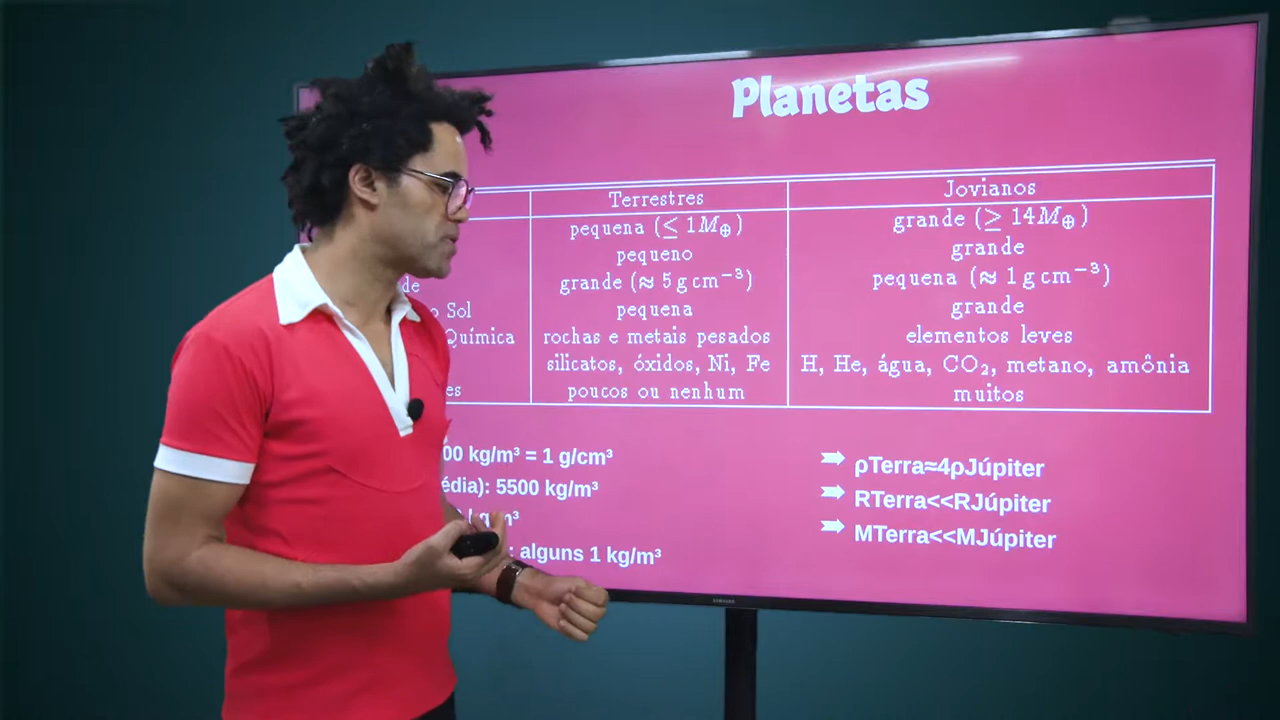 Planetas
Terrestres Jovianos
pequena (≤ 1M⊕) grande (≥ 14M⊕)
pequeno grande
de grande (≈ 5 g cm⁻³) pequena (≈ 1 g cm⁻³)
o Sol pequena grande
Química rochas e metais pesados elementos leves
silicatos, óxidos, Ni, Fe H, He, água, CO₂, metano, amônia
es poucos ou nenhum muitos
00 kg/m³ = 1 g/cm³
édia): 5500 kg/m³
m³
: alguns 1 kg/m³
ρTerra≈4ρJúpiter
RTerra<<RJúpiter
MTerra<<MJúpiter
SAMSUNG